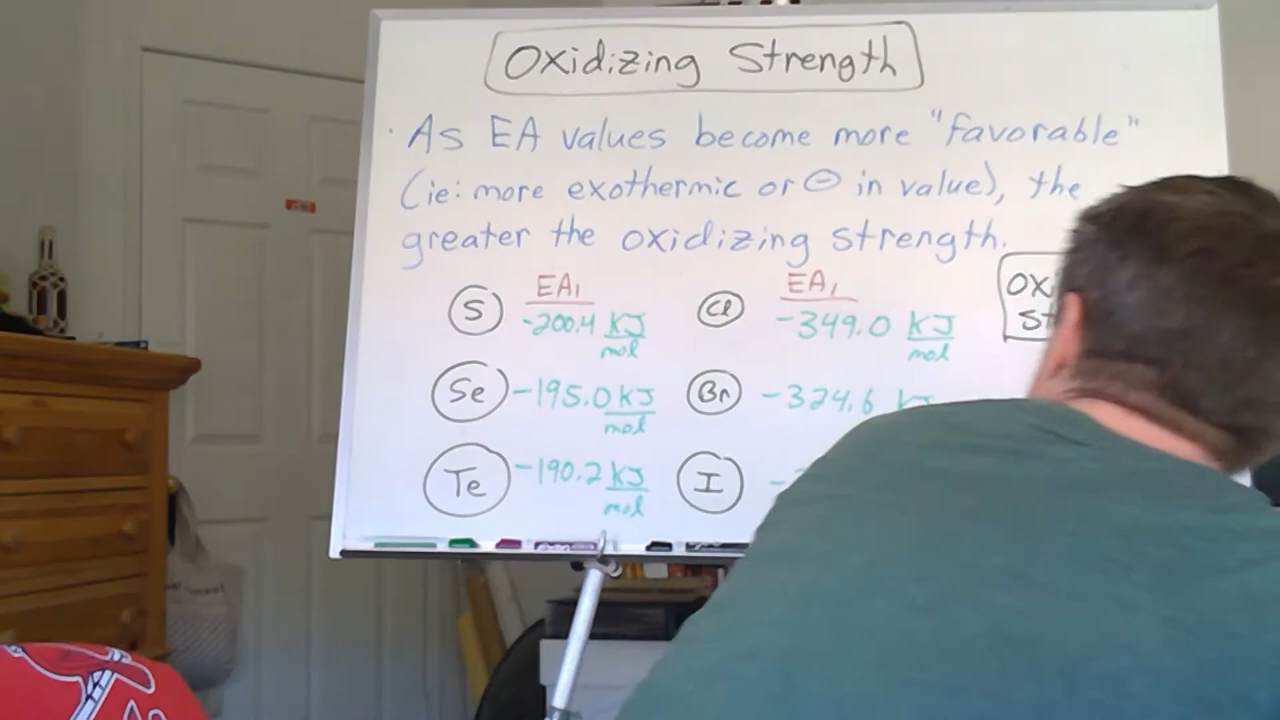 Oxidizing Strength
· As EA values become more "favorable"
(ie: more exothermic or ⊖ in value), the
greater the oxidizing strength.
EA₁ EA₁
S -200.4 KJ/mol Cl -349.0 KJ/mol
Se -195.0 KJ/mol Br -324.6
Te -190.2 KJ/mol I -